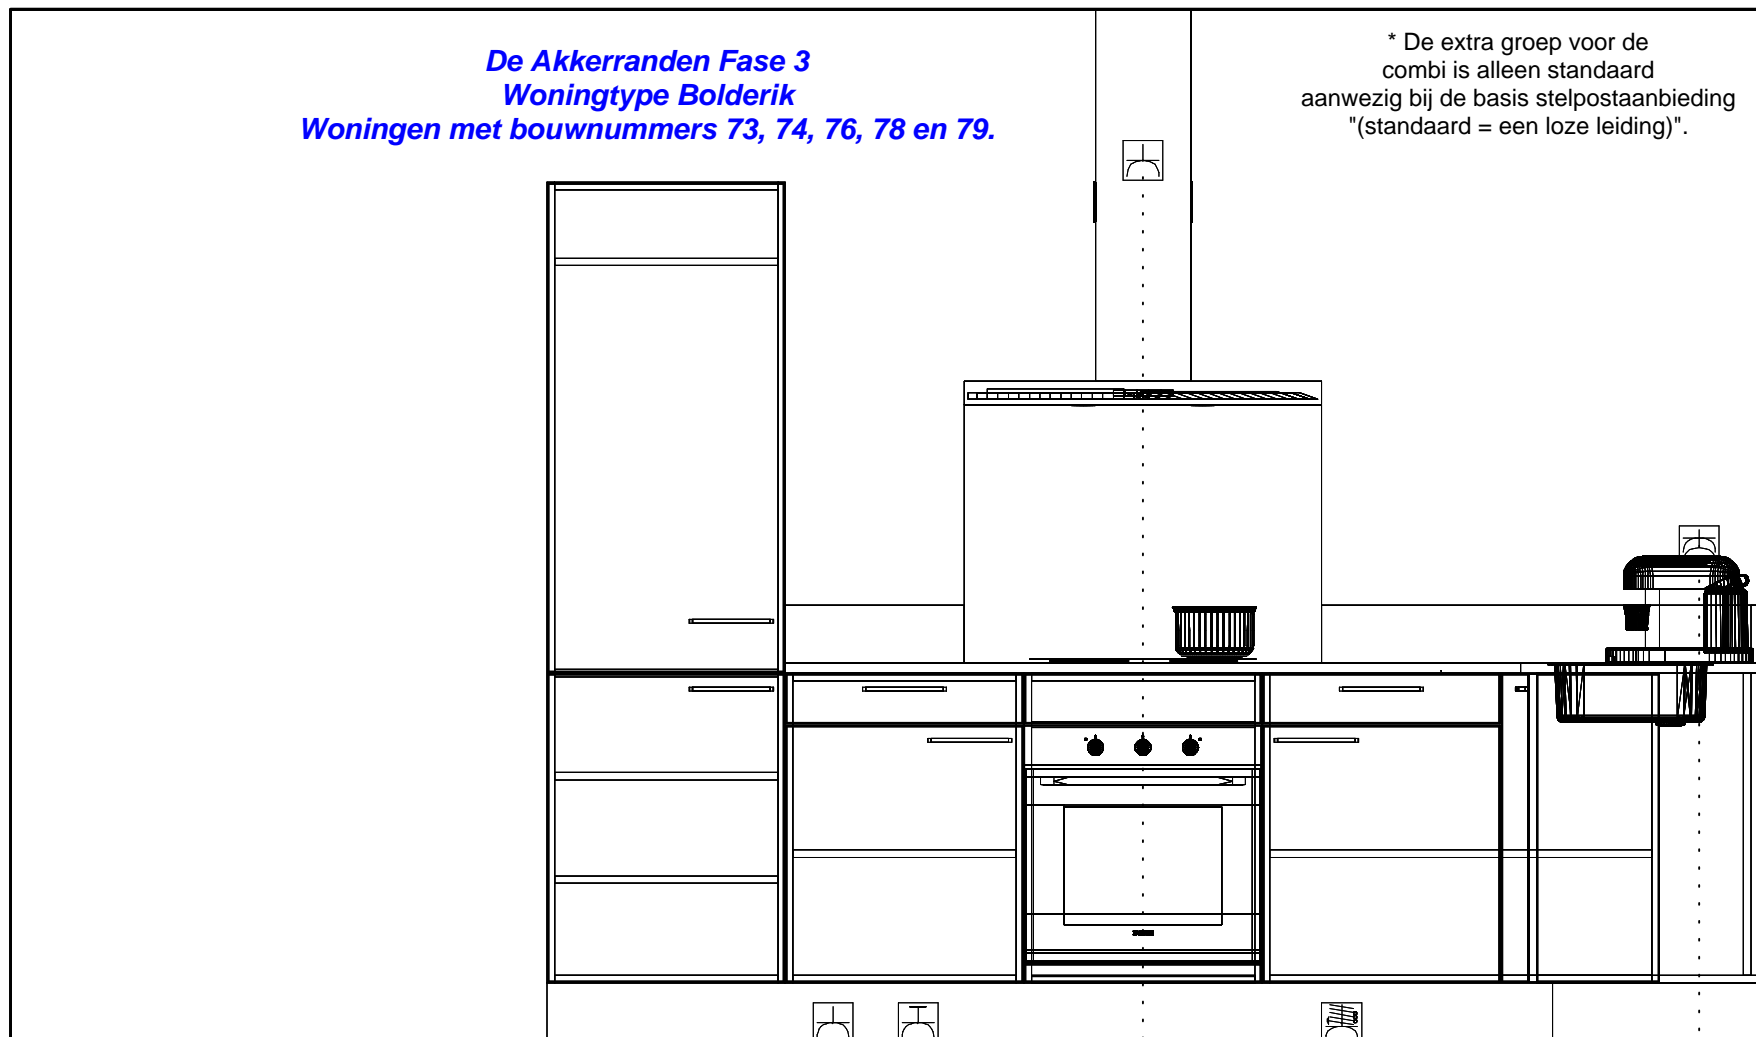 De Akkerranden Fase 3
Woningtype Bolderik
Woningen met bouwnummers 73, 74, 76, 78 en 79.
* De extra groep voor de
combi is alleen standaard
aanwezig bij de basis stelpostaanbieding
"(standaard = een loze leiding)".